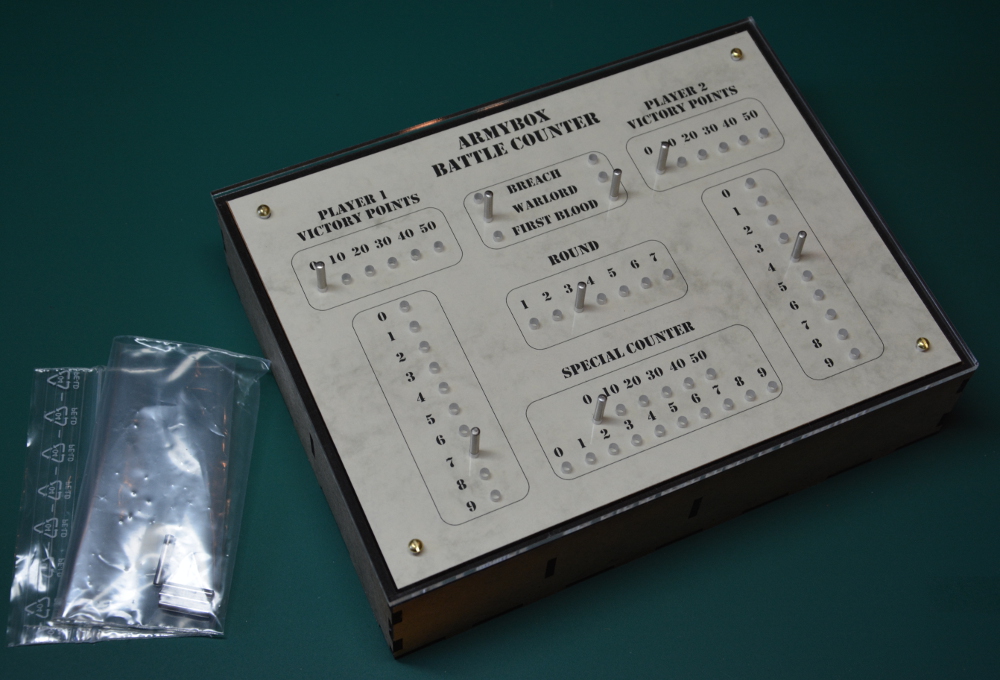 ARMYBOX
BATTLE COUNTER
PLAYER 1
VICTORY POINTS
0 10 20 30 40 50
0
1
2
3
4
5
6
7
8
9
BREACH
WARLORD
FIRST BLOOD
ROUND
1 2 3 4 5 6 7
SPECIAL COUNTER
0 10 20 30 40 50
0 1 2 3 4 5 6 7 8 9
PLAYER 2
VICTORY POINTS
0 10 20 30 40 50
0
1
2
3
4
5
6
7
8
9